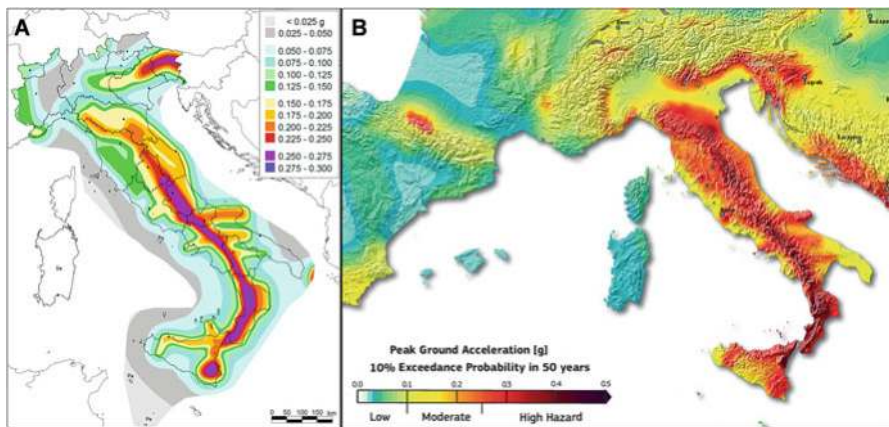 A
< 0.025 g
0.025 - 0.050
0.050 - 0.075
0.075 - 0.100
0.100 - 0.125
0.125 - 0.150
0.150 - 0.175
0.175 - 0.200
0.200 - 0.225
0.225 - 0.250
0.250 - 0.275
0.275 - 0.300
0 50 100 150
km
B
Zagreb
Sarajevo
Peak Ground Acceleration [g]
10% Exceedance Probability in 50 years
0.0 0.1 0.2 0.3 0.4 0.5
Low Moderate High Hazard